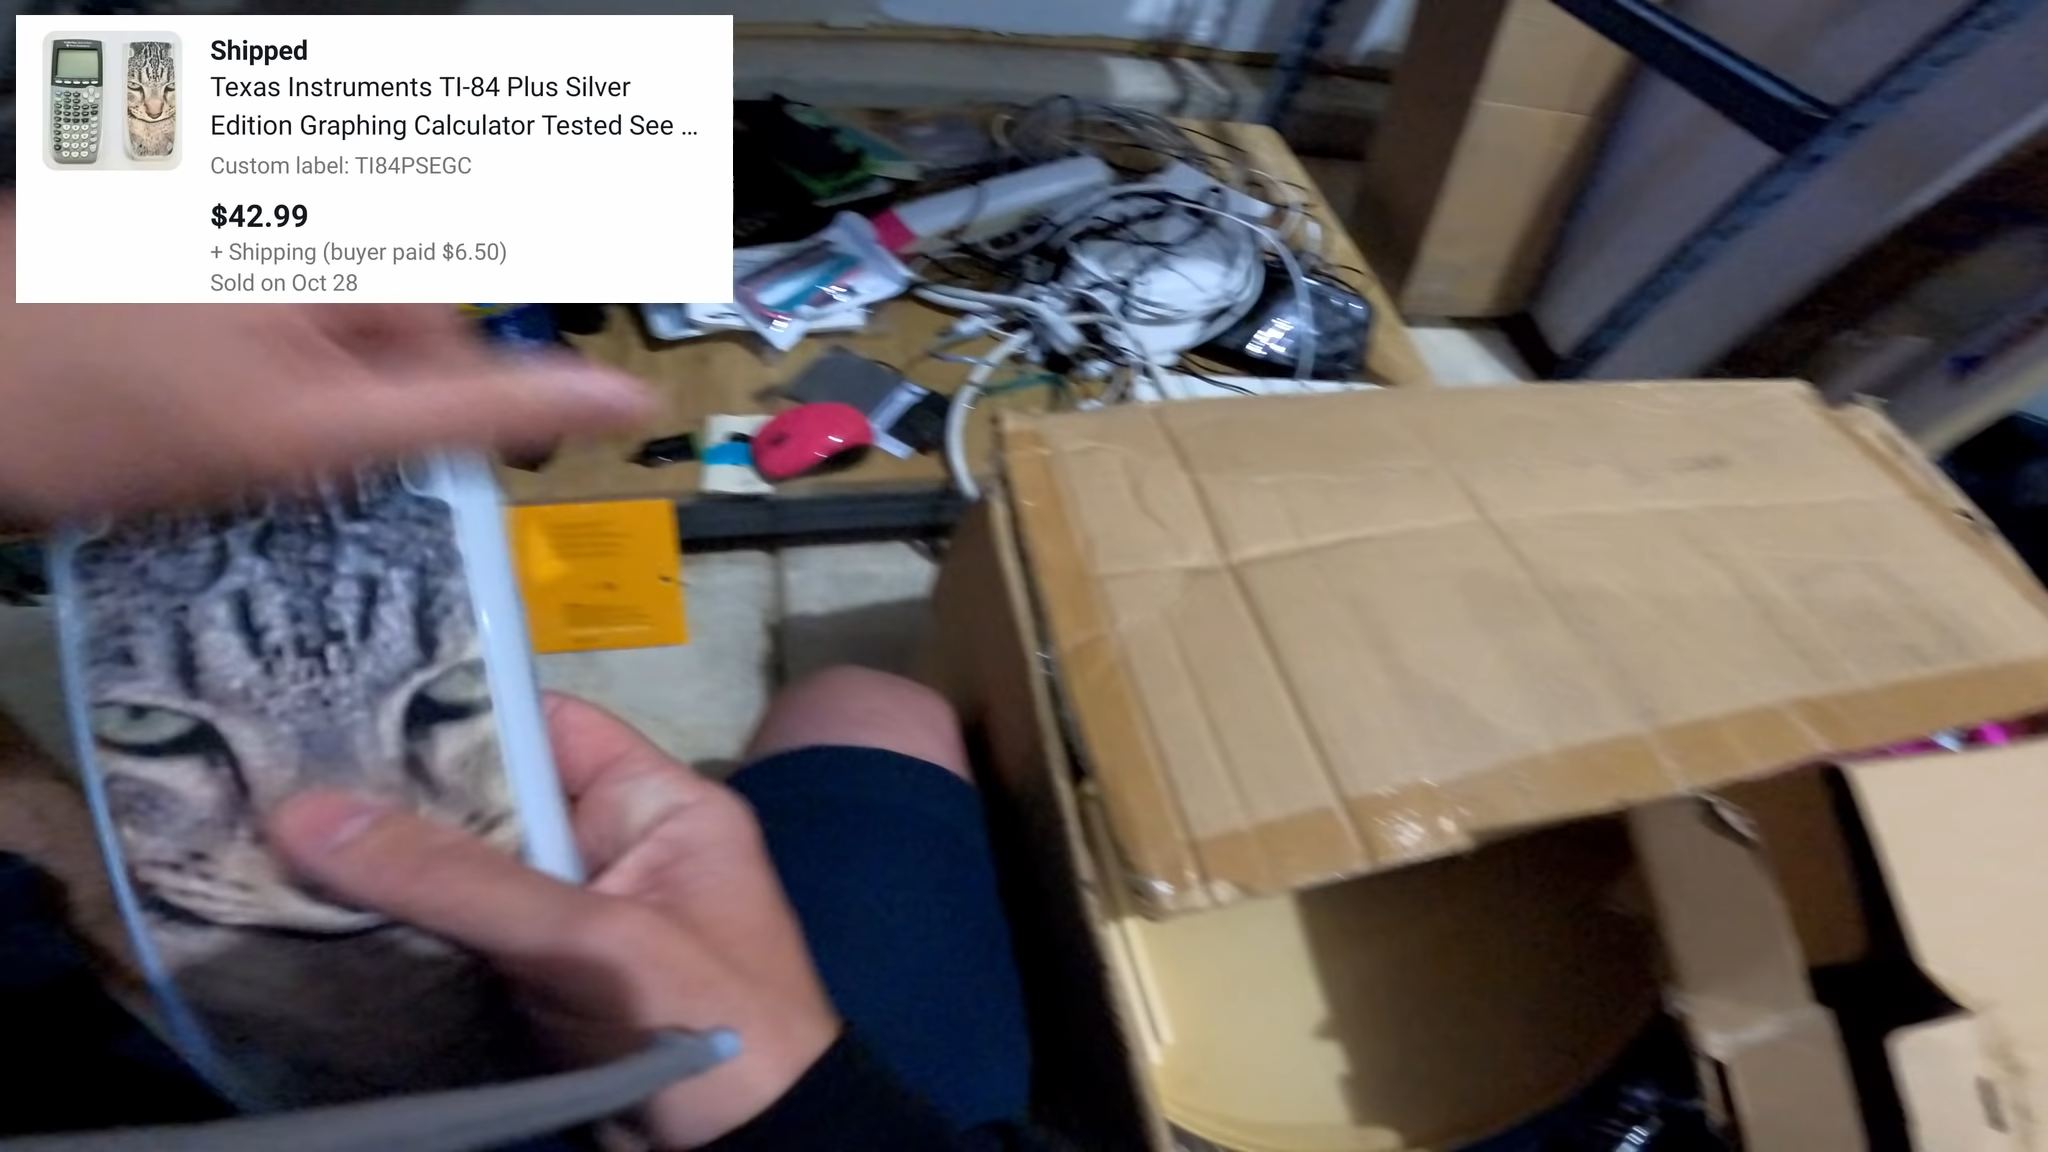 Shipped
Texas Instruments TI-84 Plus Silver
Edition Graphing Calculator Tested See ...
Custom label: TI84PSEGC
$42.99
+ Shipping (buyer paid $6.50)
Sold on Oct 28